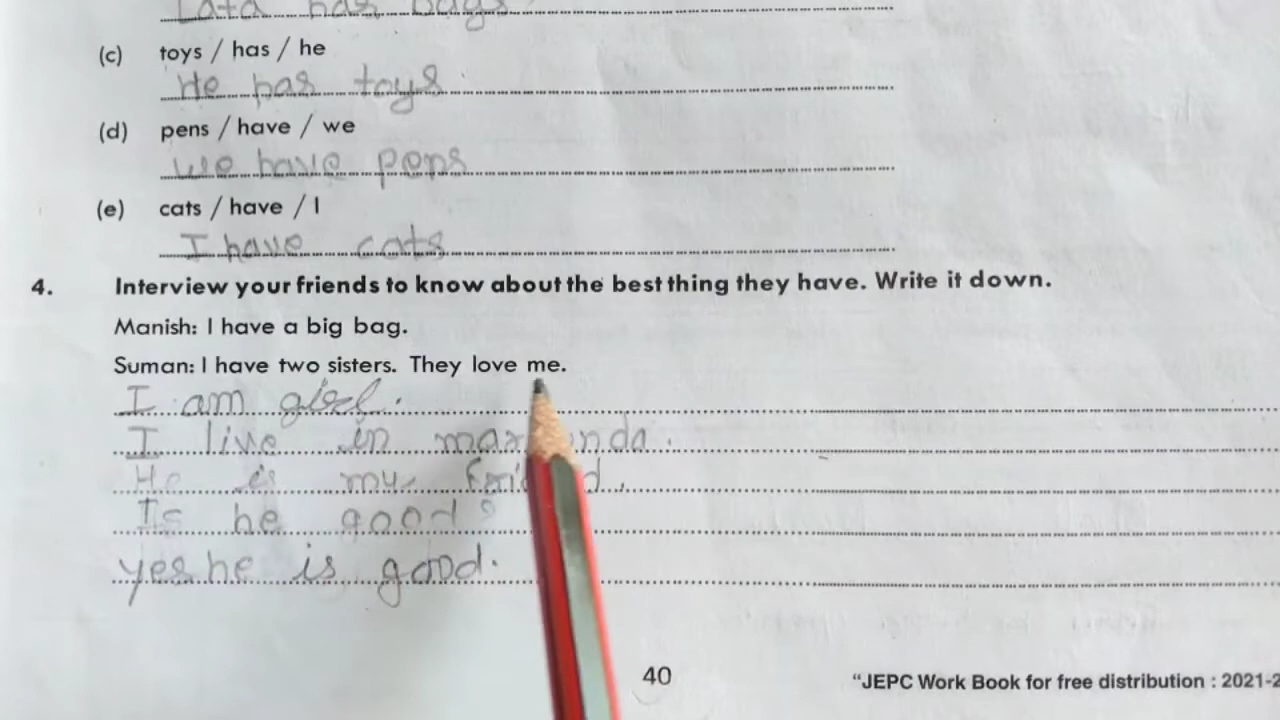 Lata has bags
(c) toys / has / he
He has toys
(d) pens / have / we
we have pens
(e) cats / have / I
I have cats
4. Interview your friends to know about the best thing they have. Write it down.
Manish: I have a big bag.
Suman: I have two sisters. They love me.
I am girl.
I live in
He is my
Is he good?
yes he is good.
40
"JEPC Work Book for free distribution : 2021-2